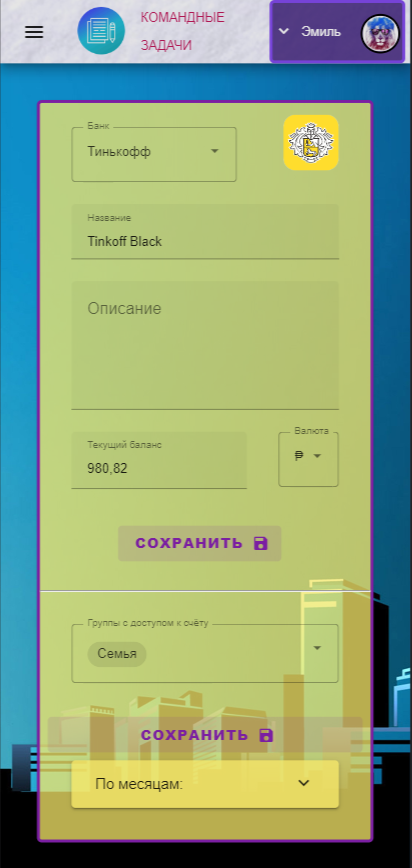 КОМАНДНЫЕ
ЗАДАЧИ
Эмиль
Банк
Тинькофф
Название
Tinkoff Black
Описание
Текущий баланс
980,82
Валюта
₱
СОХРАНИТЬ
Группы с доступом к счёту
Семья
СОХРАНИТЬ
По месяцам: